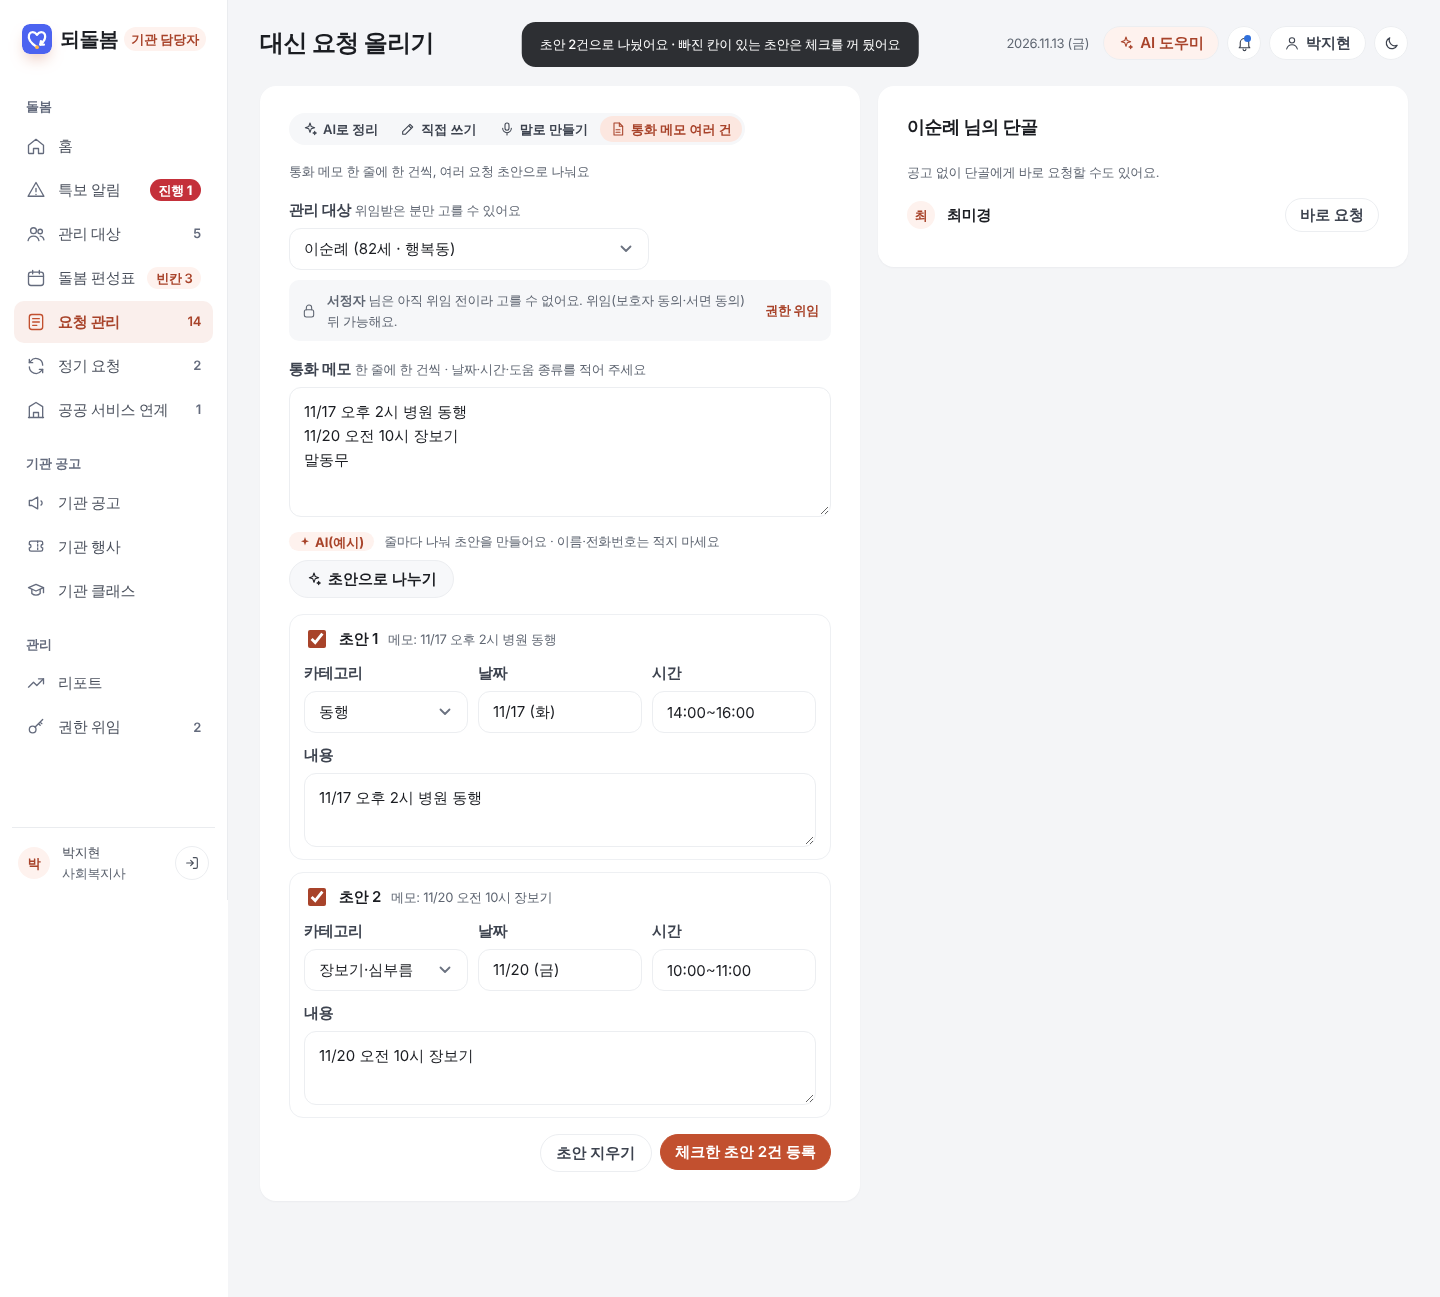 되돌봄 기관 담당자
돌봄
홈
특보 알림 진행 1
관리 대상 5
돌봄 편성표 빈칸 3
요청 관리 14
정기 요청 2
공공 서비스 연계 1
기관 공고
기관 공고
기관 행사
기관 클래스
관리
리포트
권한 위임 2
박 박지현
사회복지사
대신 요청 올리기
초안 2건으로 나눴어요 · 빠진 칸이 있는 초안은 체크를 꺼 뒀어요
2026.11.13 (금) AI 도우미 박지현
AI로 정리 직접 쓰기 말로 만들기 통화 메모 여러 건
통화 메모 한 줄에 한 건씩, 여러 요청 초안으로 나눠요
관리 대상 위임받은 분만 고를 수 있어요
이순례 (82세 · 행복동)
서정자 님은 아직 위임 전이라 고를 수 없어요. 위임(보호자 동의·서면 동의)
뒤 가능해요.
권한 위임
통화 메모 한 줄에 한 건씩 · 날짜·시간·도움 종류를 적어 주세요
11/17 오후 2시 병원 동행
11/20 오전 10시 장보기
말동무
AI(예시) 줄마다 나눠 초안을 만들어요 · 이름·전화번호는 적지 마세요
초안으로 나누기
초안 1 메모: 11/17 오후 2시 병원 동행
카테고리 날짜 시간
동행 11/17 (화) 14:00~16:00
내용
11/17 오후 2시 병원 동행
초안 2 메모: 11/20 오전 10시 장보기
카테고리 날짜 시간
장보기·심부름 11/20 (금) 10:00~11:00
내용
11/20 오전 10시 장보기
초안 지우기 체크한 초안 2건 등록
이순례 님의 단골
공고 없이 단골에게 바로 요청할 수도 있어요.
최 최미경 바로 요청